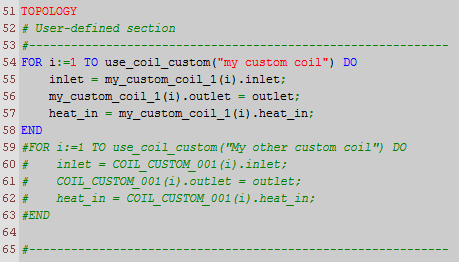 51 TOPOLOGY
52 # User-defined section
53 #------------------------------------------------------------
54 FOR i:=1 TO use_coil_custom("my custom coil") DO
55     inlet = my_custom_coil_1(i).inlet;
56     my_custom_coil_1(i).outlet = outlet;
57     heat_in = my_custom_coil_1(i).heat_in;
58 END
59 #FOR i:=1 TO use_coil_custom("My other custom coil") DO
60 #    inlet = COIL_CUSTOM_001(i).inlet;
61 #    COIL_CUSTOM_001(i).outlet = outlet;
62 #    heat_in = COIL_CUSTOM_001(i).heat_in;
63 #END
64
65 #------------------------------------------------------------